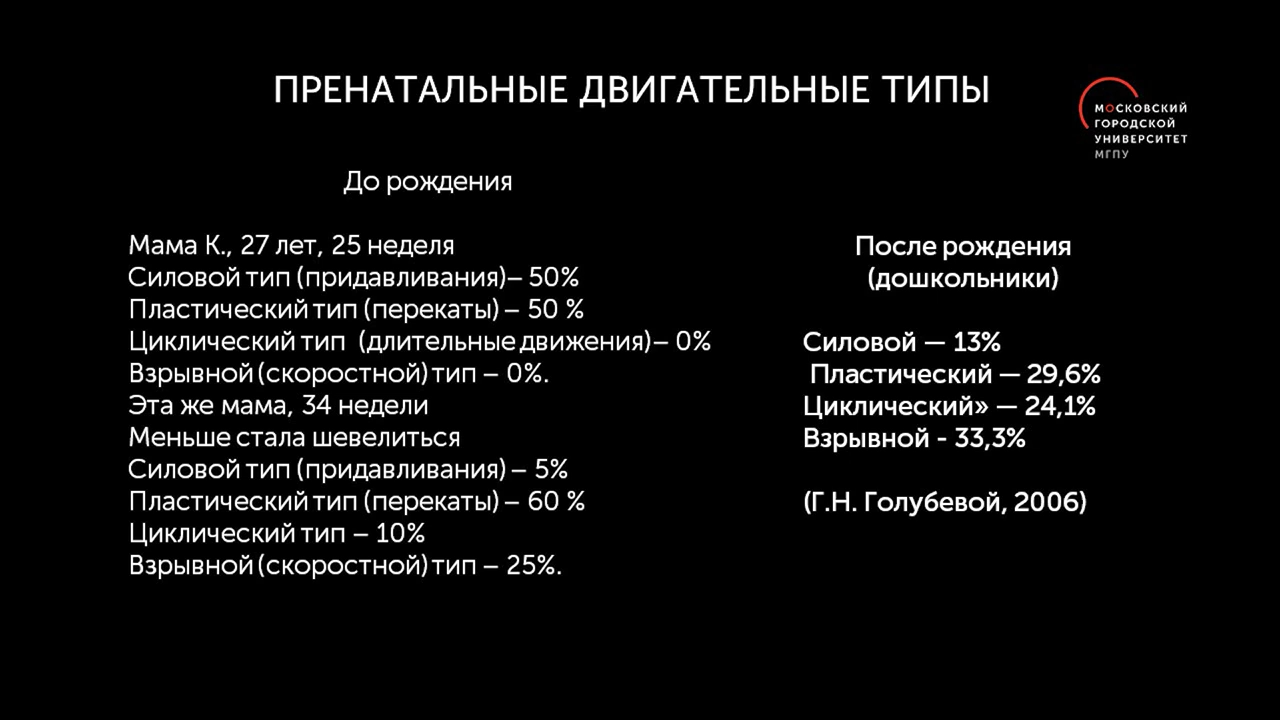 ПРЕНАТАЛЬНЫЕ ДВИГАТЕЛЬНЫЕ ТИПЫ
МОСКОВСКИЙ
ГОРОДСКОЙ
УНИВЕРСИТЕТ
МГПУ
До рождения
Мама К., 27 лет, 25 неделя
Силовой тип (придавливания)– 50%
Пластический тип (перекаты) – 50 %
Циклический тип (длительные движения)– 0%
Взрывной (скоростной) тип – 0%.
Эта же мама, 34 недели
Меньше стала шевелиться
Силовой тип (придавливания) – 5%
Пластический тип (перекаты) – 60 %
Циклический тип – 10%
Взрывной (скоростной) тип – 25%.
После рождения
(дошкольники)
Силовой — 13%
Пластический — 29,6%
Циклический» — 24,1%
Взрывной - 33,3%
(Г.Н. Голубевой, 2006)